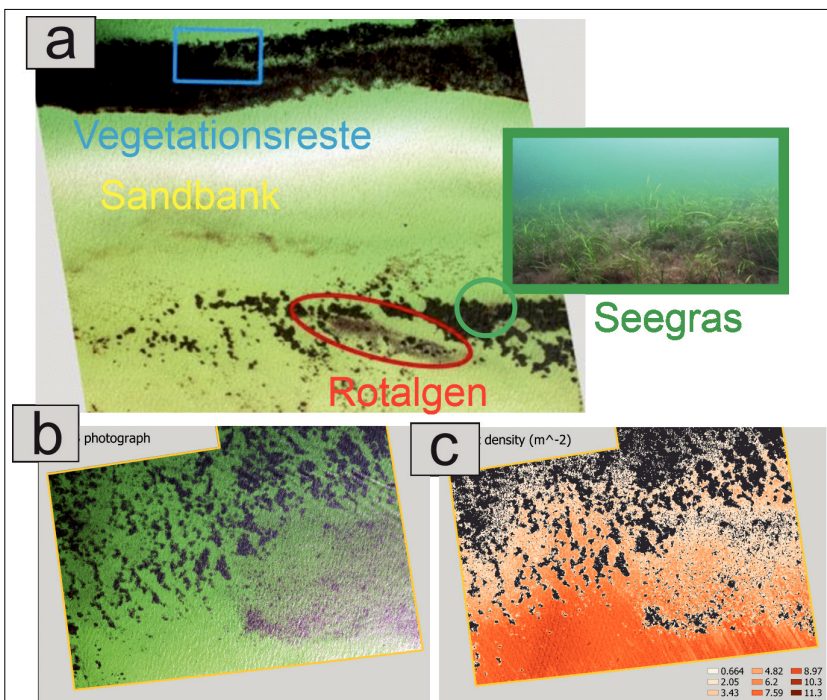 a
Vegetationsreste
Sandbank
Seegras
Rotalgen
b
photograph
c
density (m^-2)
0.664 4.82 8.97
2.05 6.2 10.3
3.43 7.59 11.3